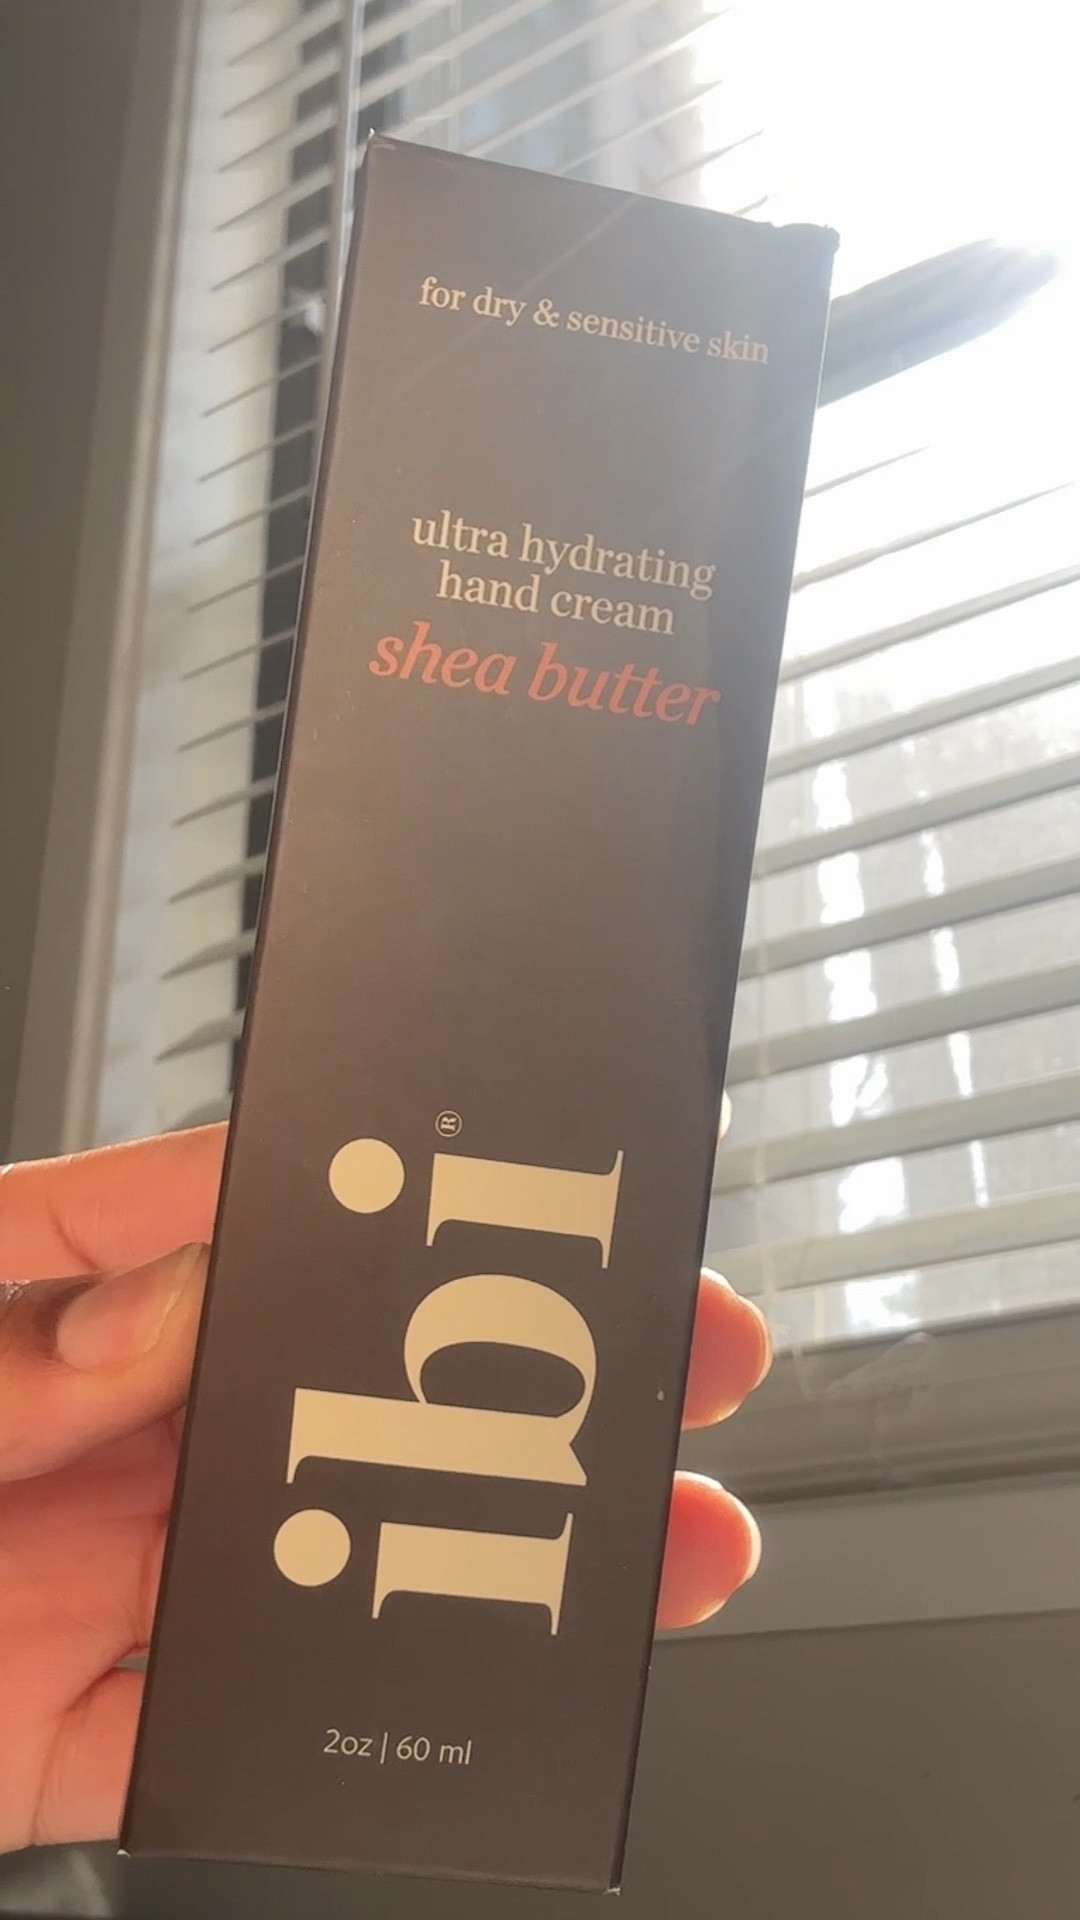 for dry & sensitive skin
ultra hydrating
hand cream
shea butter
ibi®
2oz | 60 ml